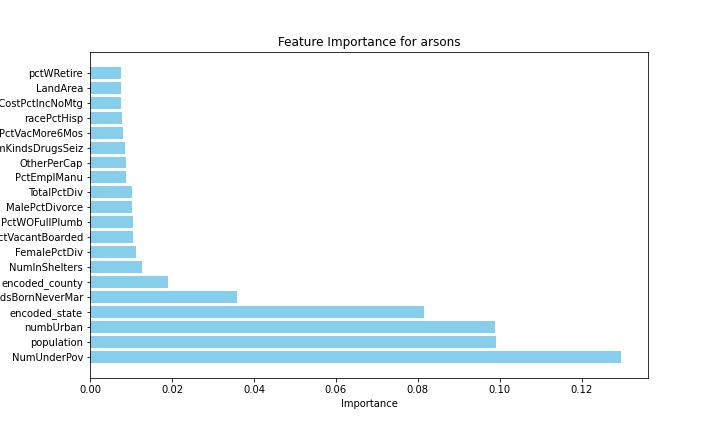 Feature Importance for arsons
pctWRetire
LandArea
CostPctIncNoMtg
racePctHisp
PctVacMore6Mos
mKindsDrugsSeiz
OtherPerCap
PctEmplManu
TotalPctDiv
MalePctDivorce
PctWOFullPlumb
ctVacantBoarded
FemalePctDiv
NumInShelters
encoded_county
dsBornNeverMar
encoded_state
numbUrban
population
NumUnderPov
0.00 0.02 0.04 0.06 0.08 0.10 0.12
Importance